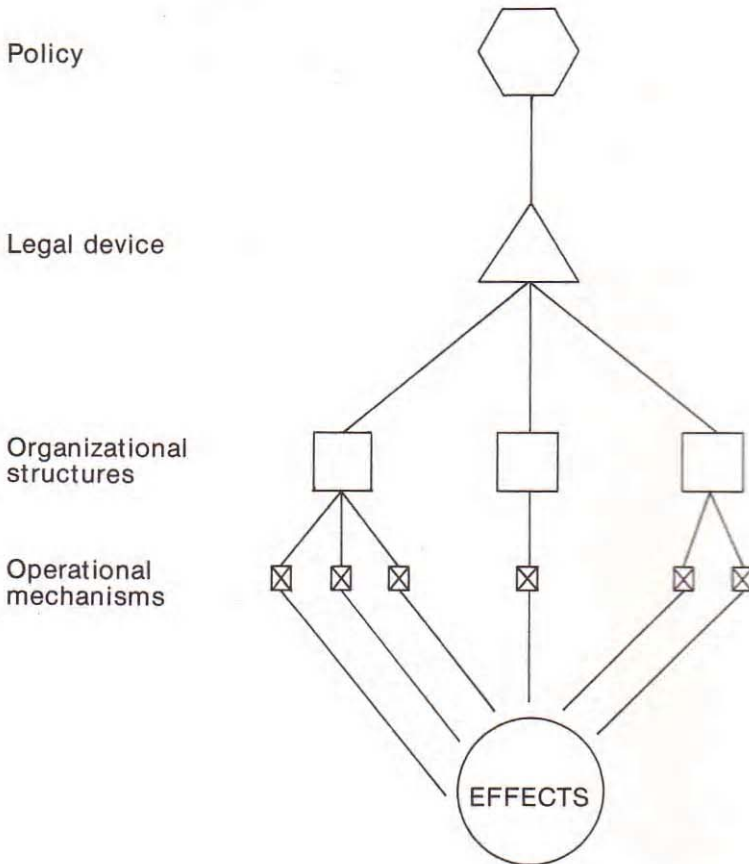 Policy
Legal device
Organizational
structures
Operational
mechanisms
EFFECTS